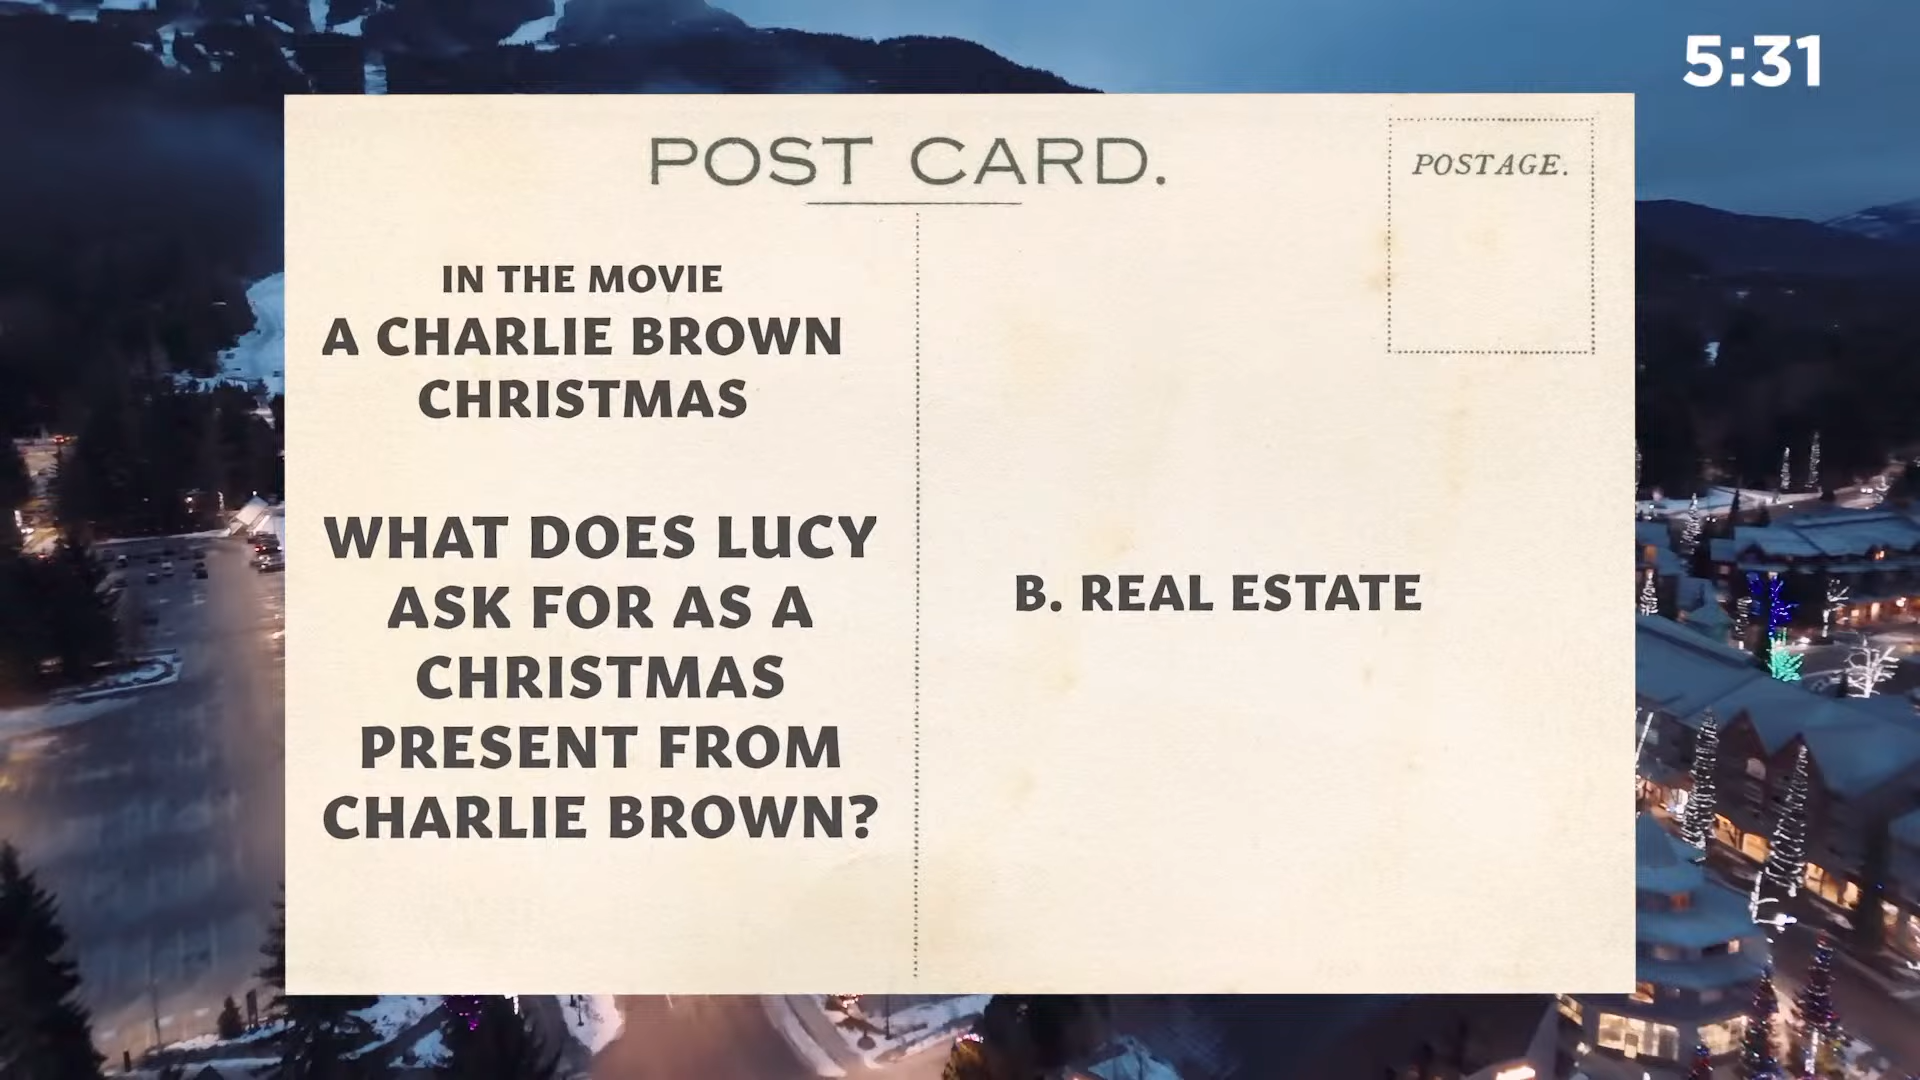 5:31
POST CARD.
POSTAGE.
IN THE MOVIE
A CHARLIE BROWN
CHRISTMAS
WHAT DOES LUCY
ASK FOR AS A
CHRISTMAS
PRESENT FROM
CHARLIE BROWN?
B. REAL ESTATE